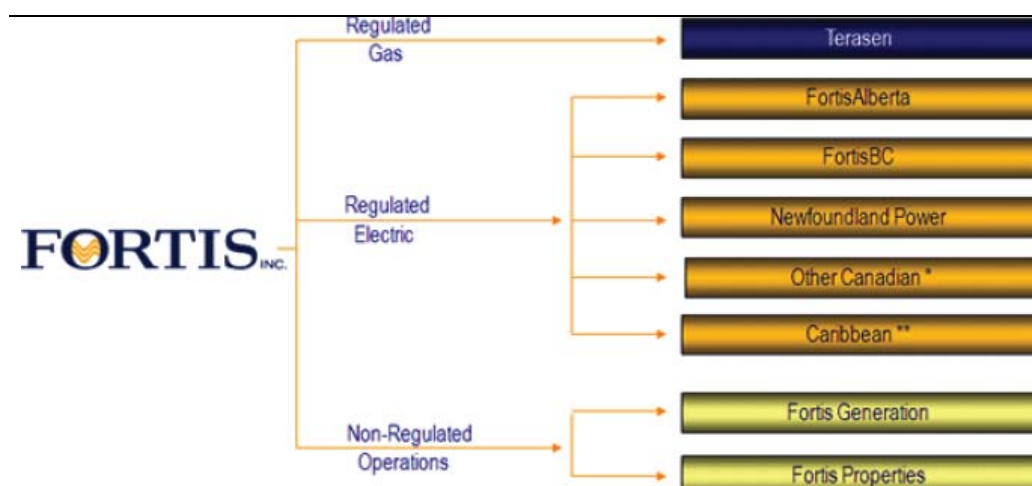 Regulated
Gas
Terasen
FortisAlberta
FortisBC
Regulated
Electric
Newfoundland Power
FORTIS INC.
Other Canadian *
Caribbean **
Fortis Generation
Non-Regulated
Operations
Fortis Properties